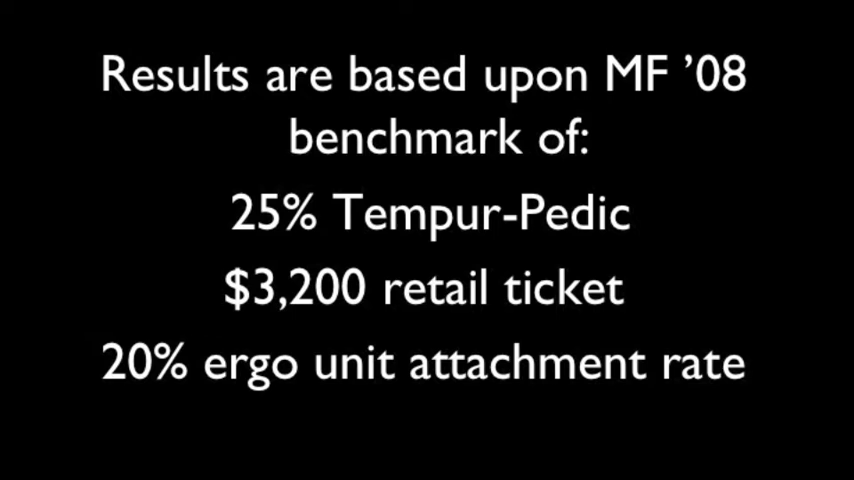 Results are based upon MF ’08
benchmark of:
25% Tempur-Pedic
$3,200 retail ticket
20% ergo unit attachment rate